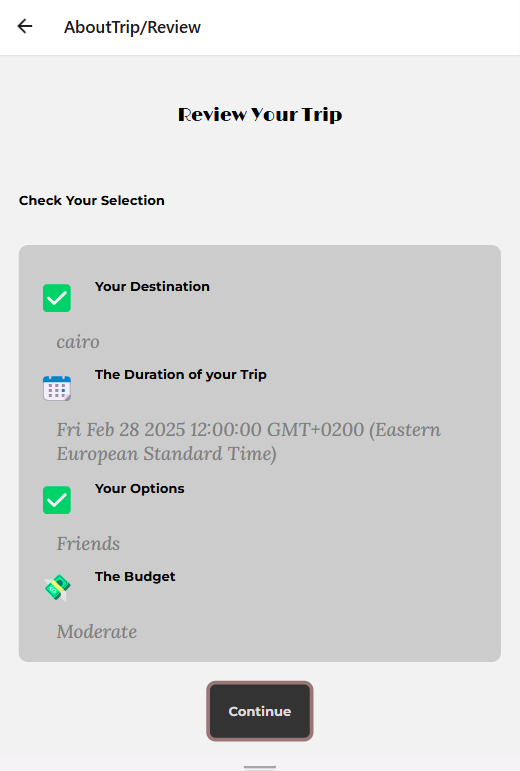 AboutTrip/Review
Review Your Trip
Check Your Selection
Your Destination
cairo
The Duration of your Trip
Fri Feb 28 2025 12:00:00 GMT+0200 (Eastern
European Standard Time)
Your Options
Friends
The Budget
Moderate
Continue